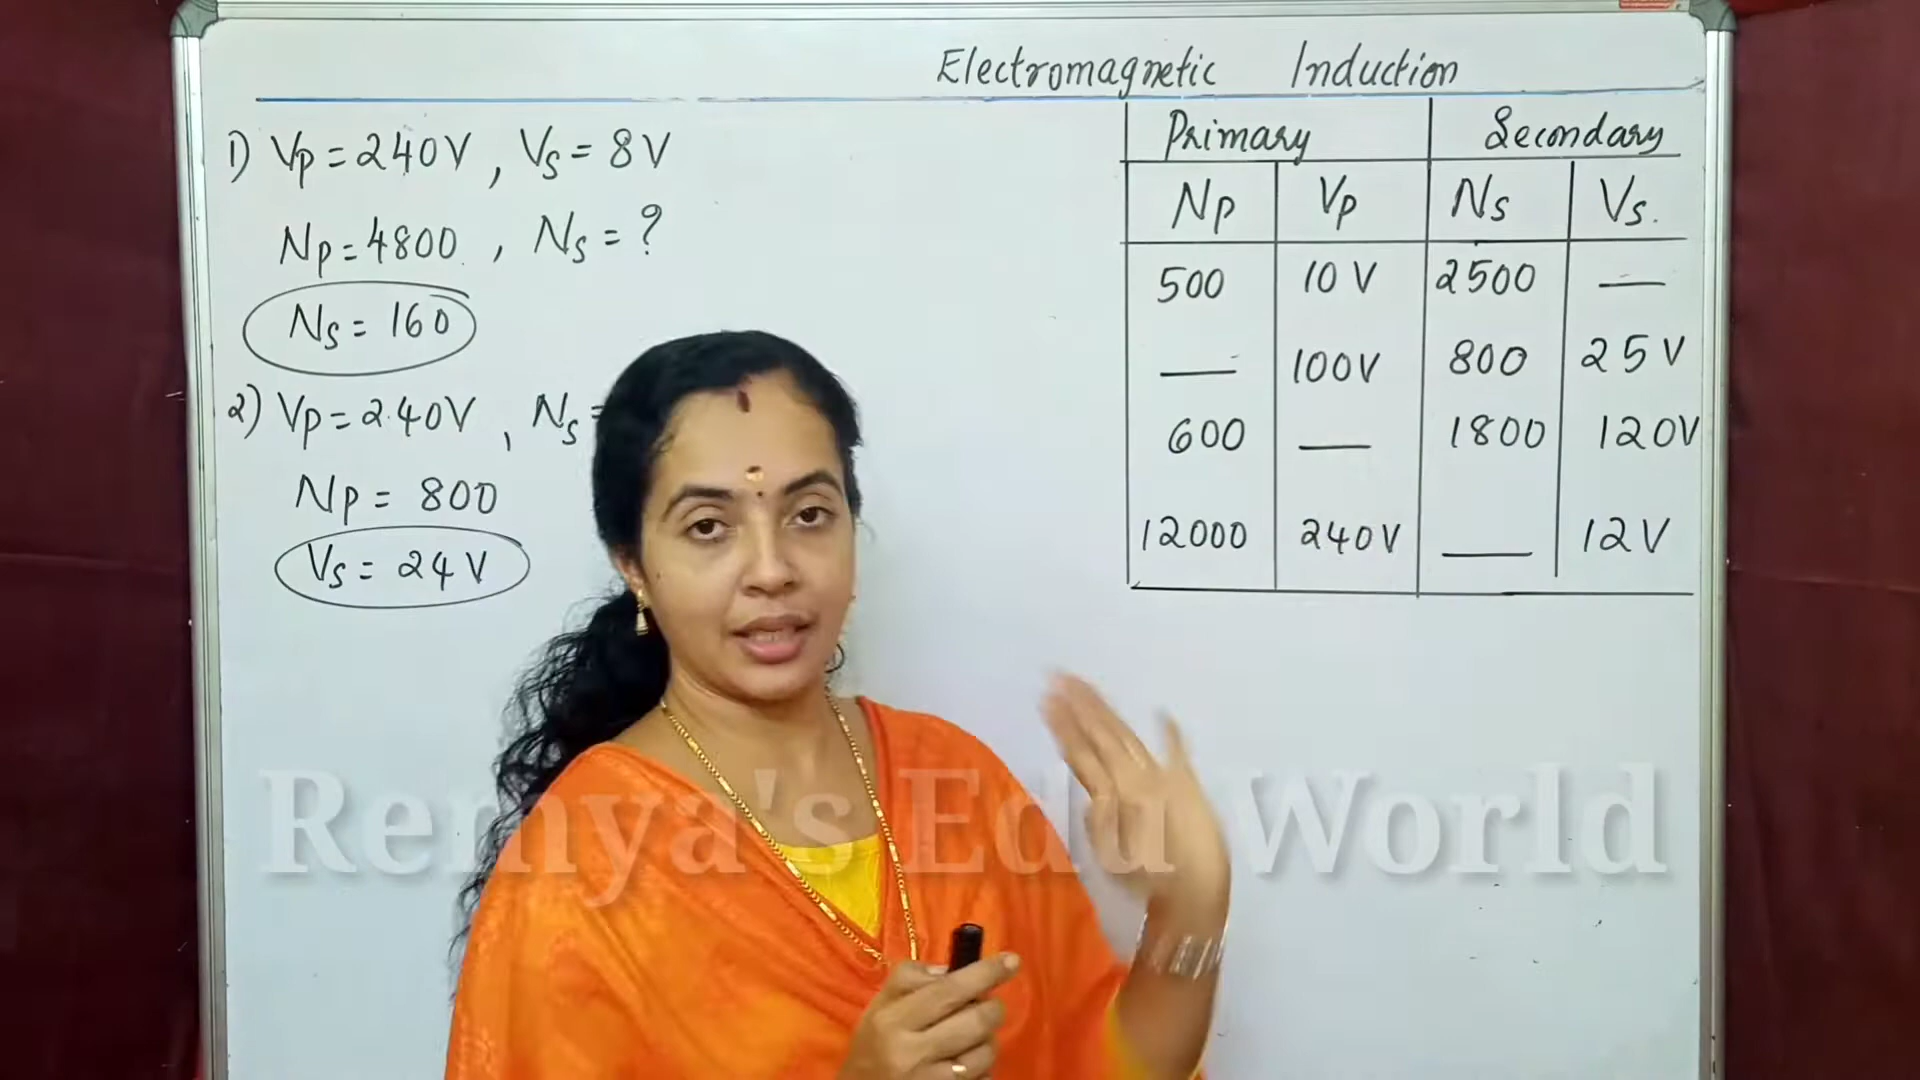 Electromagnetic Induction
1) Vp = 240V, Vs = 8V
Np = 4800, Ns = ?
Ns = 160
2) Vp = 240V, Ns =
Np = 800
Vs = 24V
Primary Secondary
Np Vp Ns Vs.
500 10V 2500 —
— 100V 800 25V
600 — 1800 120V
12000 240V — 12V
Remya's Edu World